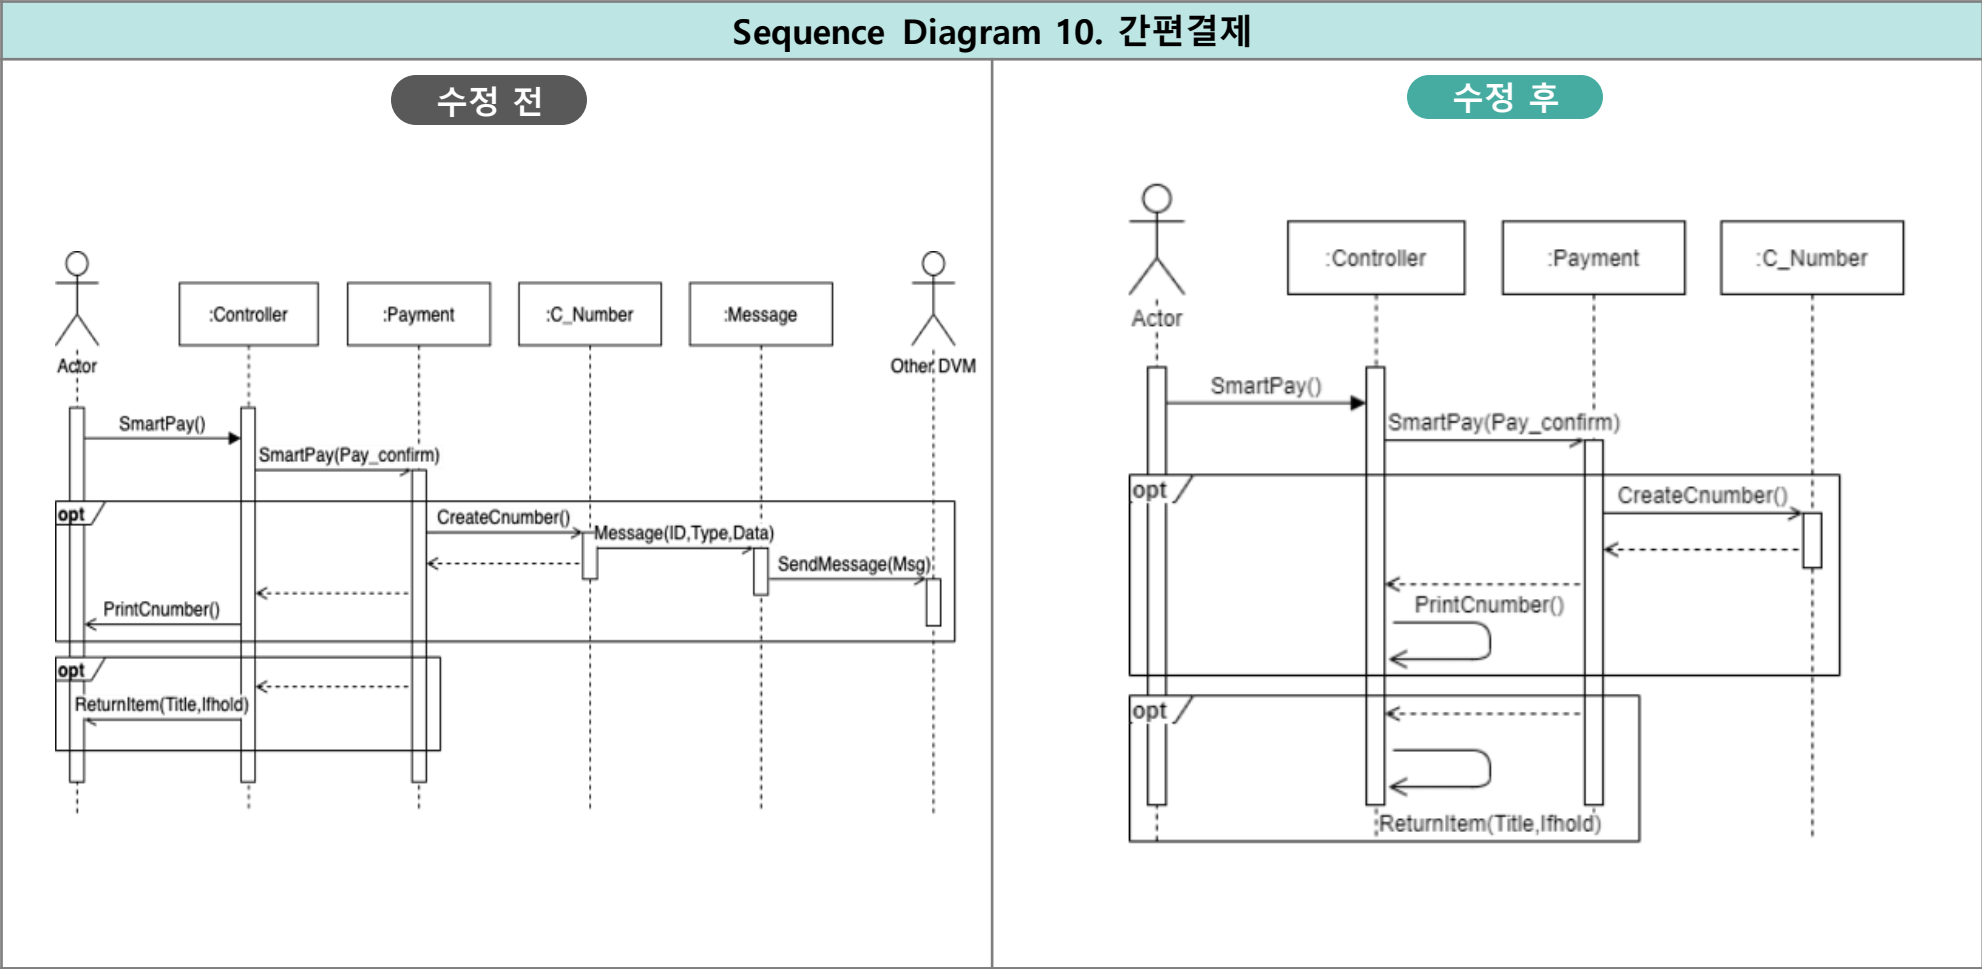 Sequence Diagram 10. 간편결제
수정 전
:Controller
:Payment
:C_Number
:Message
Actor
Other DVM
SmartPay()
SmartPay(Pay_confirm)
opt
CreateCnumber()
Message(ID,Type,Data)
SendMessage(Msg)
PrintCnumber()
opt
ReturnItem(Title,Ifhold)
수정 후
:Controller
:Payment
:C_Number
Actor
SmartPay()
SmartPay(Pay_confirm)
opt
CreateCnumber()
PrintCnumber()
opt
ReturnItem(Title,Ifhold)